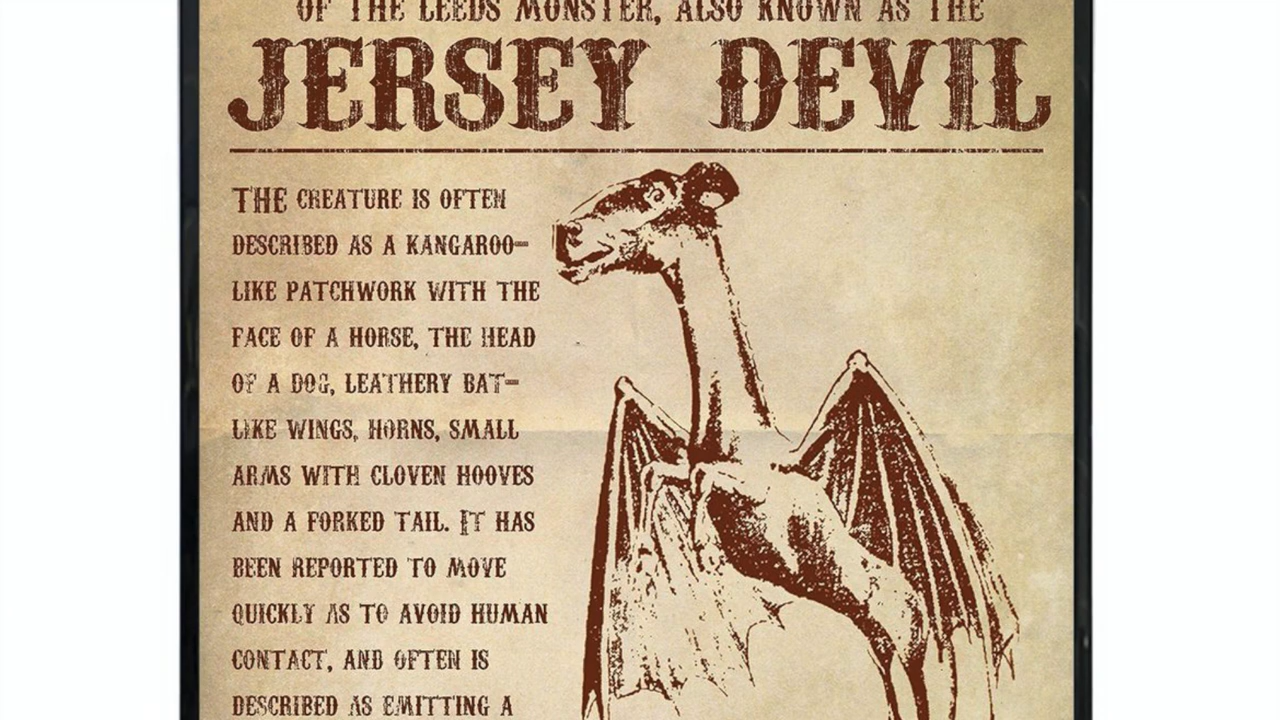 OF THE LEEDS MONSTER, ALSO KNOWN AS THE
JERSEY DEVIL
THE CREATURE IS OFTEN
DESCRIBED AS A KANGAROO-
LIKE PATCHWORK WITH THE
FACE OF A HORSE, THE HEAD
OF A DOG, LEATHERY BAT-
LIKE WINGS, HORNS, SMALL
ARMS WITH CLOVEN HOOVES
AND A FORKED TAIL. IT HAS
BEEN REPORTED TO MOVE
QUICKLY AS TO AVOID HUMAN
CONTACT, AND OFTEN IS
DESCRIBED AS EMITTING A